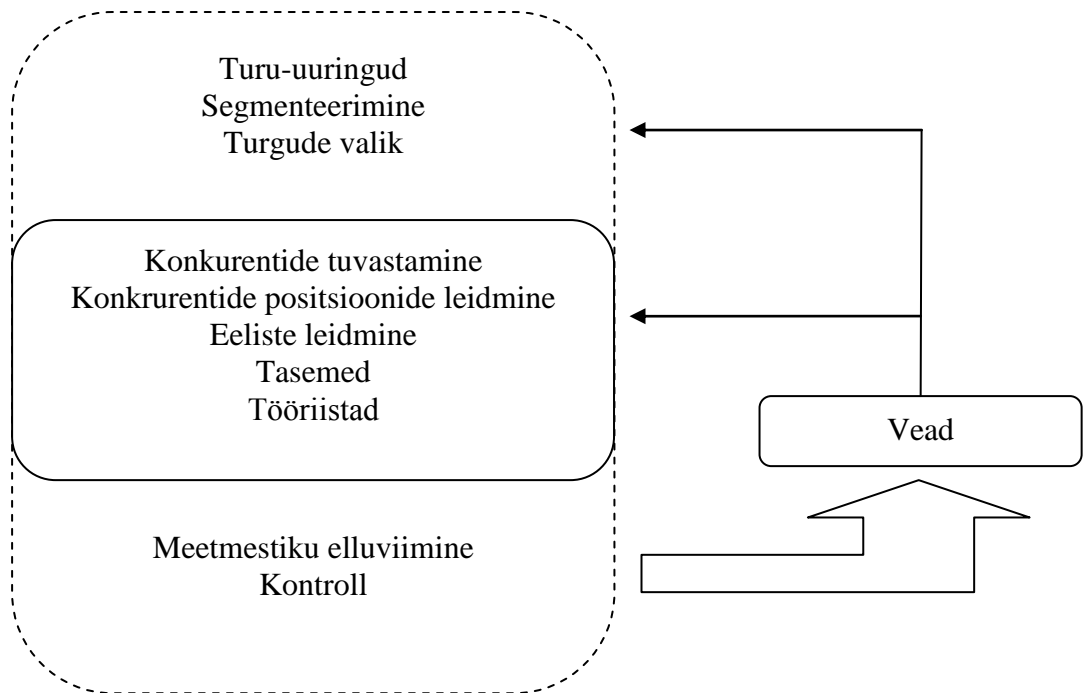 Turu-uuringud
Segmenteerimine
Turgude valik
Konkurentide tuvastamine
Konkrurentide positsioonide leidmine
Eeliste leidmine
Tasemed
Tööriistad
Vead
Meetmestiku elluviimine
Kontroll